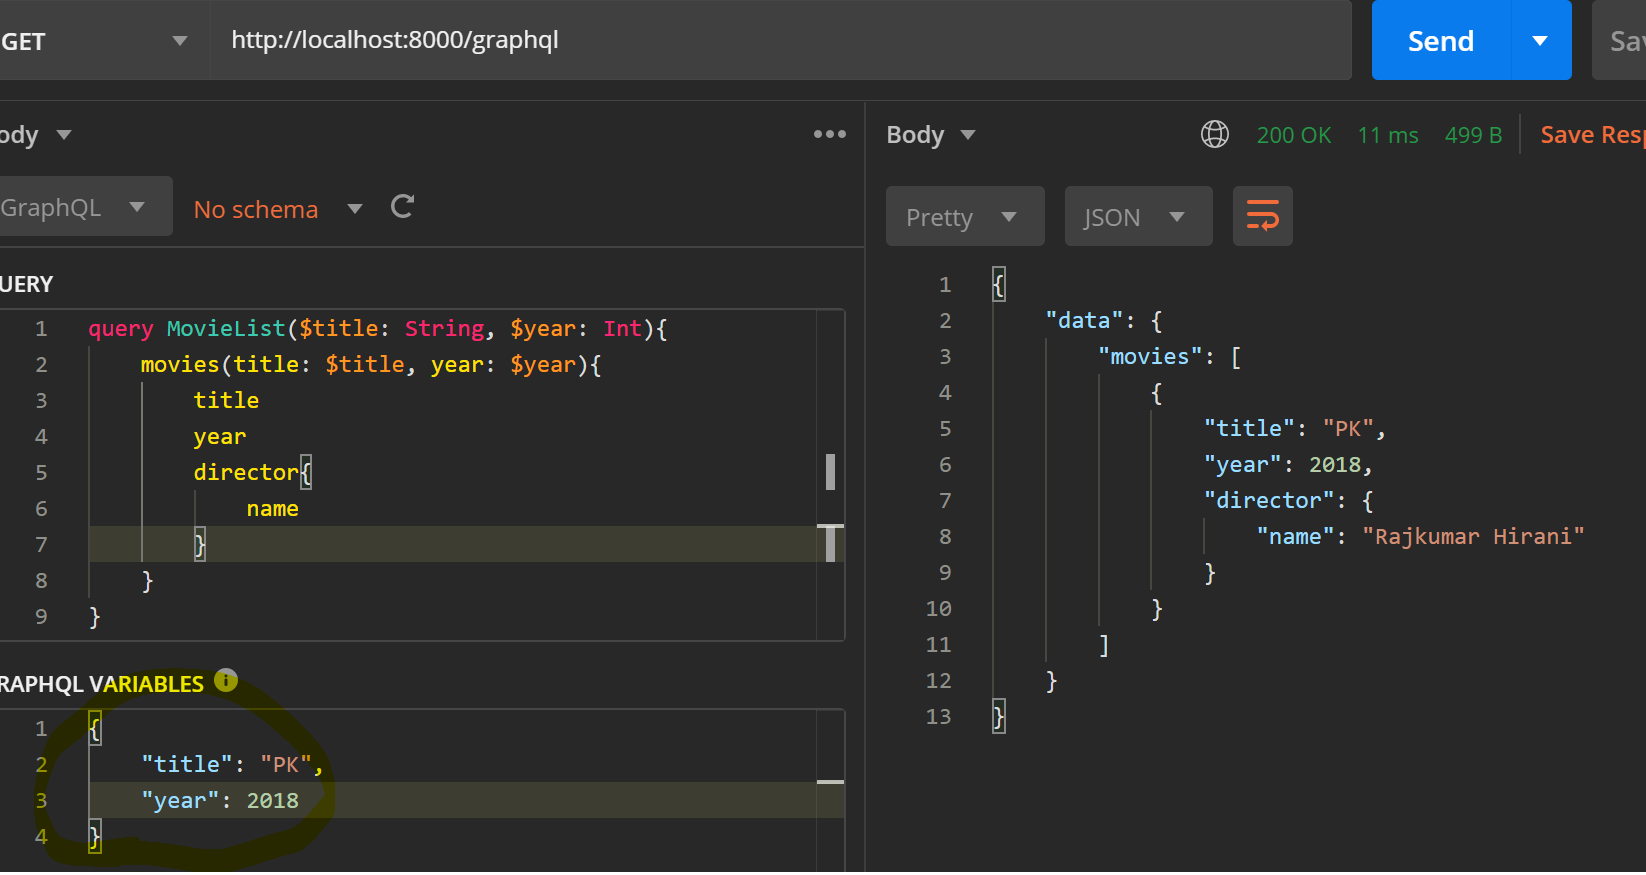 GET http://localhost:8000/graphql Send Sav
ody ••• Body 200 OK 11 ms 499 B Save Resp
GraphQL No schema
Pretty JSON
UERY
1 query MovieList($title: String, $year: Int){
2 movies(title: $title, year: $year){
3 title
4 year
5 director{
6 name
7 }
8 }
9 }
RAPHQL VARIABLES i
1 {
2 "title": "PK",
3 "year": 2018
4 }
1 {
2 "data": {
3 "movies": [
4 {
5 "title": "PK",
6 "year": 2018,
7 "director": {
8 "name": "Rajkumar Hirani"
9 }
10 }
11 ]
12 }
13 }